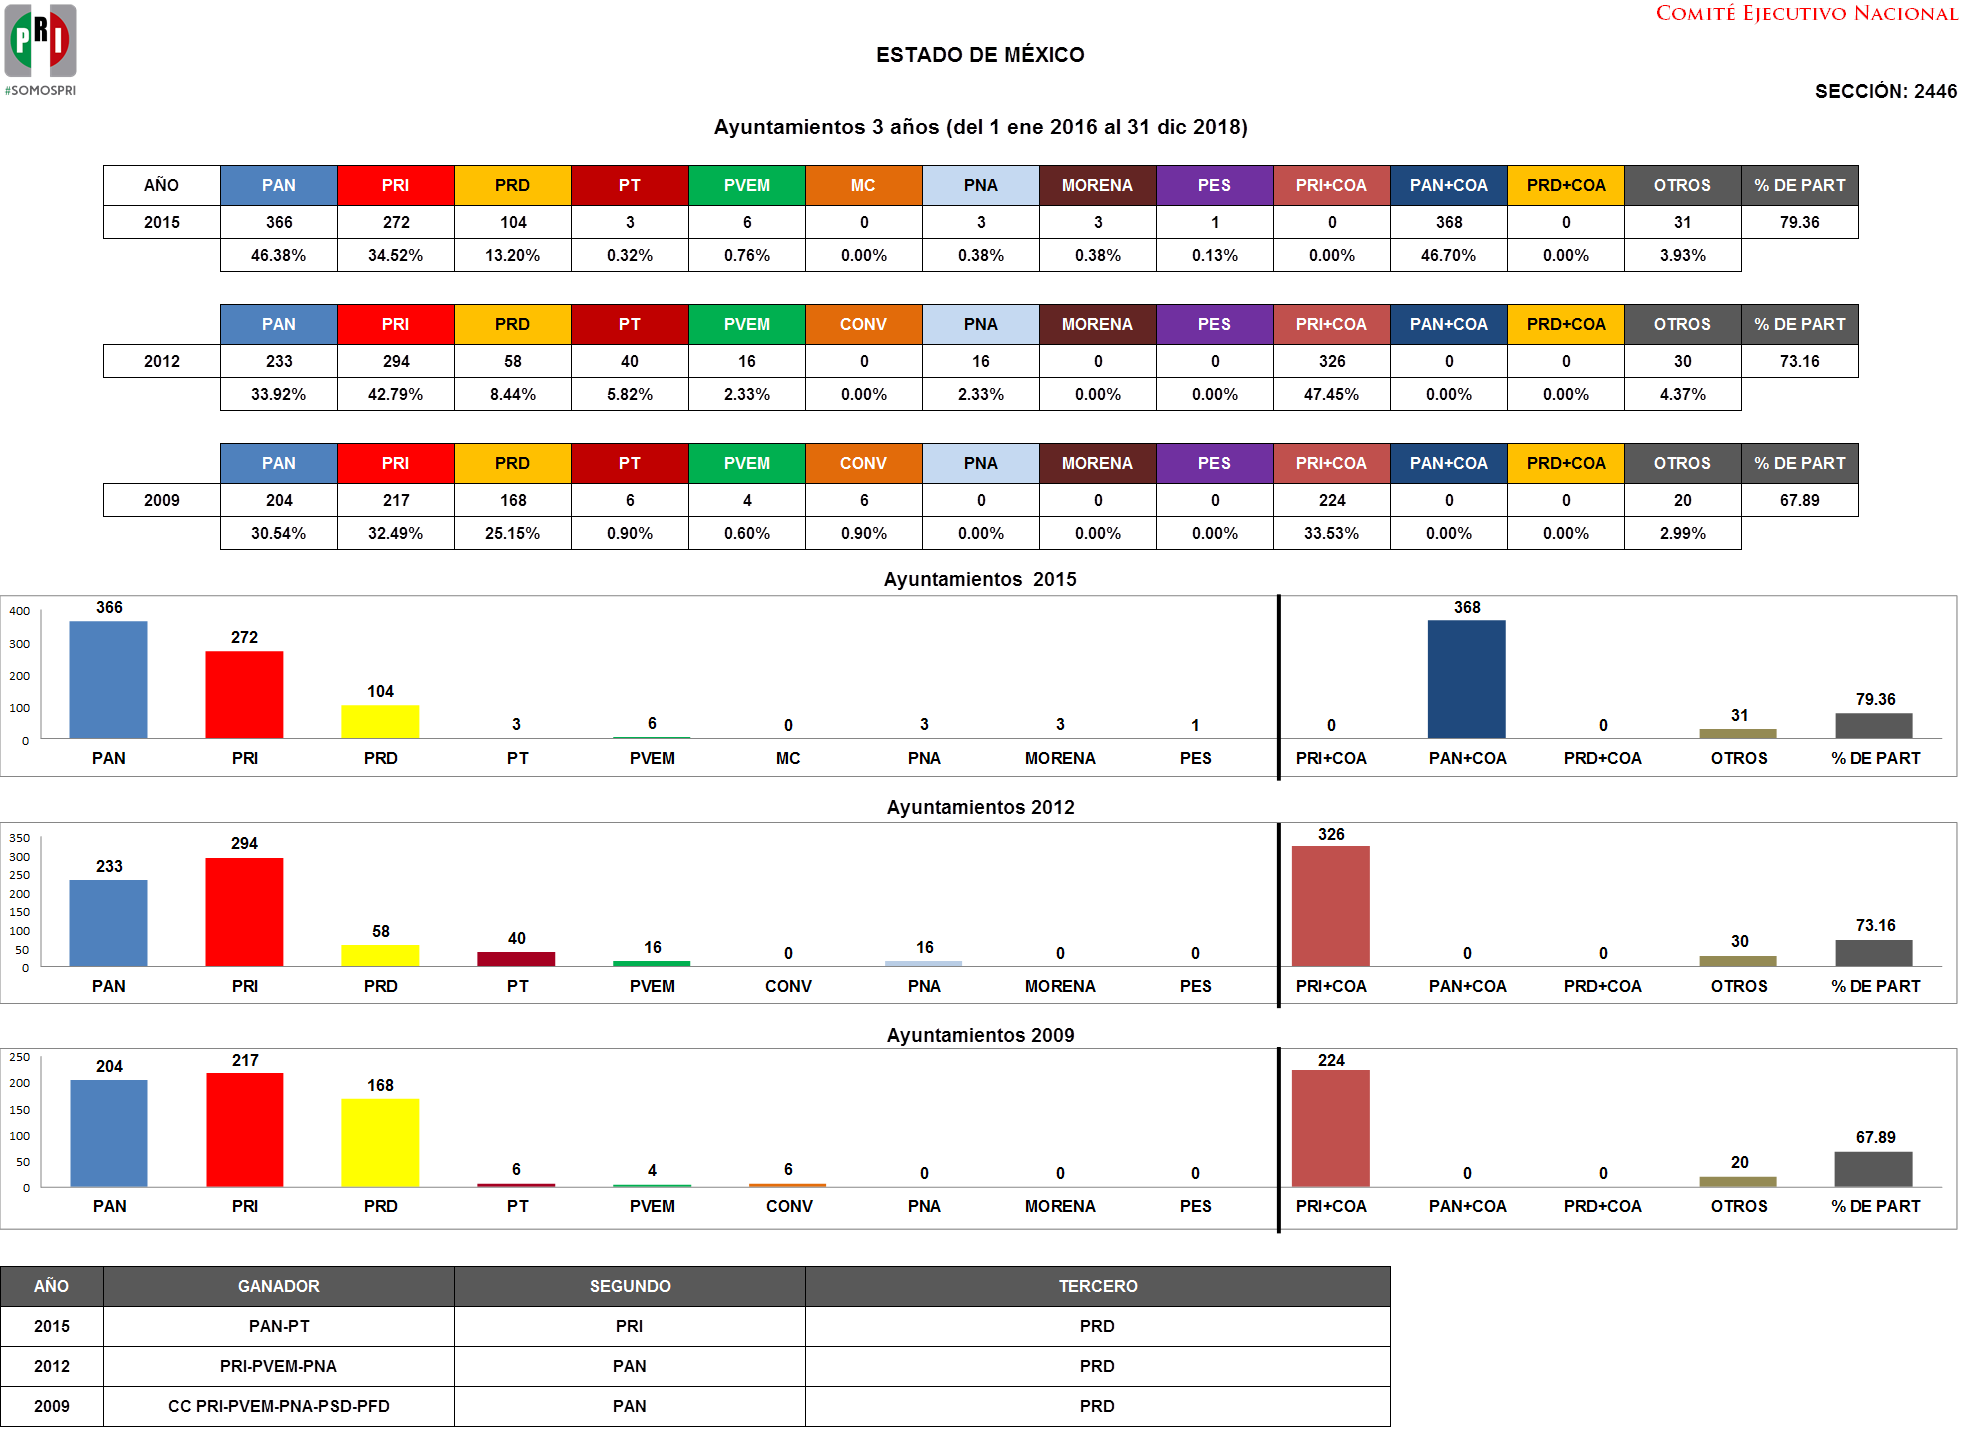 PRI
#SOMOSPRI
COMITÉ EJECUTIVO NACIONAL
ESTADO DE MÉXICO
SECCIÓN: 2446
Ayuntamientos 3 años (del 1 ene 2016 al 31 dic 2018)
AÑO PAN PRI PRD PT PVEM MC PNA MORENA PES PRI+COA PAN+COA PRD+COA OTROS % DE PART
2015 366 272 104 3 6 0 3 3 1 0 368 0 31 79.36
46.38% 34.52% 13.20% 0.32% 0.76% 0.00% 0.38% 0.38% 0.13% 0.00% 46.70% 0.00% 3.93%
PAN PRI PRD PT PVEM CONV PNA MORENA PES PRI+COA PAN+COA PRD+COA OTROS % DE PART
2012 233 294 58 40 16 0 16 0 0 326 0 0 30 73.16
33.92% 42.79% 8.44% 5.82% 2.33% 0.00% 2.33% 0.00% 0.00% 47.45% 0.00% 0.00% 4.37%
PAN PRI PRD PT PVEM CONV PNA MORENA PES PRI+COA PAN+COA PRD+COA OTROS % DE PART
2009 204 217 168 6 4 6 0 0 0 224 0 0 20 67.89
30.54% 32.49% 25.15% 0.90% 0.60% 0.90% 0.00% 0.00% 0.00% 33.53% 0.00% 0.00% 2.99%
Ayuntamientos 2015
400
300
200
100
0
366 272 104 3 6 0 3 3 1 0 368 0 31 79.36
PAN PRI PRD PT PVEM MC PNA MORENA PES PRI+COA PAN+COA PRD+COA OTROS % DE PART
Ayuntamientos 2012
350
300
250
200
150
100
50
0
233 294 58 40 16 0 16 0 0 326 0 0 30 73.16
PAN PRI PRD PT PVEM CONV PNA MORENA PES PRI+COA PAN+COA PRD+COA OTROS % DE PART
Ayuntamientos 2009
250
200
150
100
50
0
204 217 168 6 4 6 0 0 0 224 0 0 20 67.89
PAN PRI PRD PT PVEM CONV PNA MORENA PES PRI+COA PAN+COA PRD+COA OTROS % DE PART
AÑO GANADOR SEGUNDO TERCERO
2015 PAN-PT PRI PRD
2012 PRI-PVEM-PNA PAN PRD
2009 CC PRI-PVEM-PNA-PSD-PFD PAN PRD